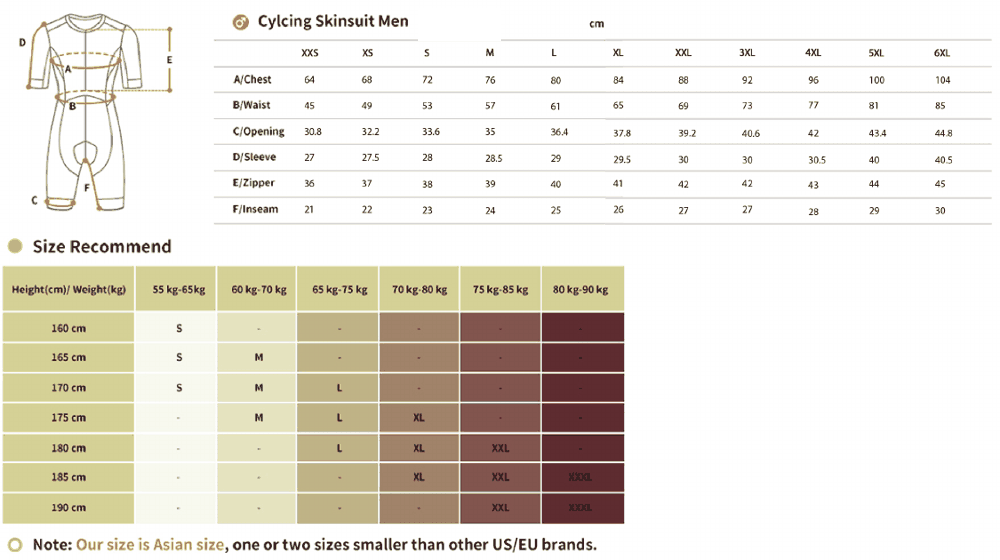 Cylcing Skinsuit Men cm
XXS XS S M L XL XXL 3XL 4XL 5XL 6XL
A/Chest 64 68 72 76 80 84 88 92 96 100 104
B/Waist 45 49 53 57 61 65 69 73 77 81 85
C/Opening 30.8 32.2 33.6 35 36.4 37.8 39.2 40.6 42 43.4 44.8
D/Sleeve 27 27.5 28 28.5 29 29.5 30 30 30.5 40 40.5
E/Zipper 36 37 38 39 40 41 42 42 43 44 45
F/Inseam 21 22 23 24 25 26 27 27 28 29 30
D
E
A
B
F
C
Size Recommend
Height(cm)/ Weight(kg) 55 kg-65kg 60 kg-70 kg 65 kg-75 kg 70 kg-80 kg 75 kg-85 kg 80 kg-90 kg
160 cm S - - - - -
165 cm S M - - - -
170 cm S M L - - -
175 cm - M L XL - -
180 cm - - L XL XXL -
185 cm - - - XL XXL XXXL
190 cm - - - - XXL XXXL
Note: Our size is Asian size, one or two sizes smaller than other US/EU brands.